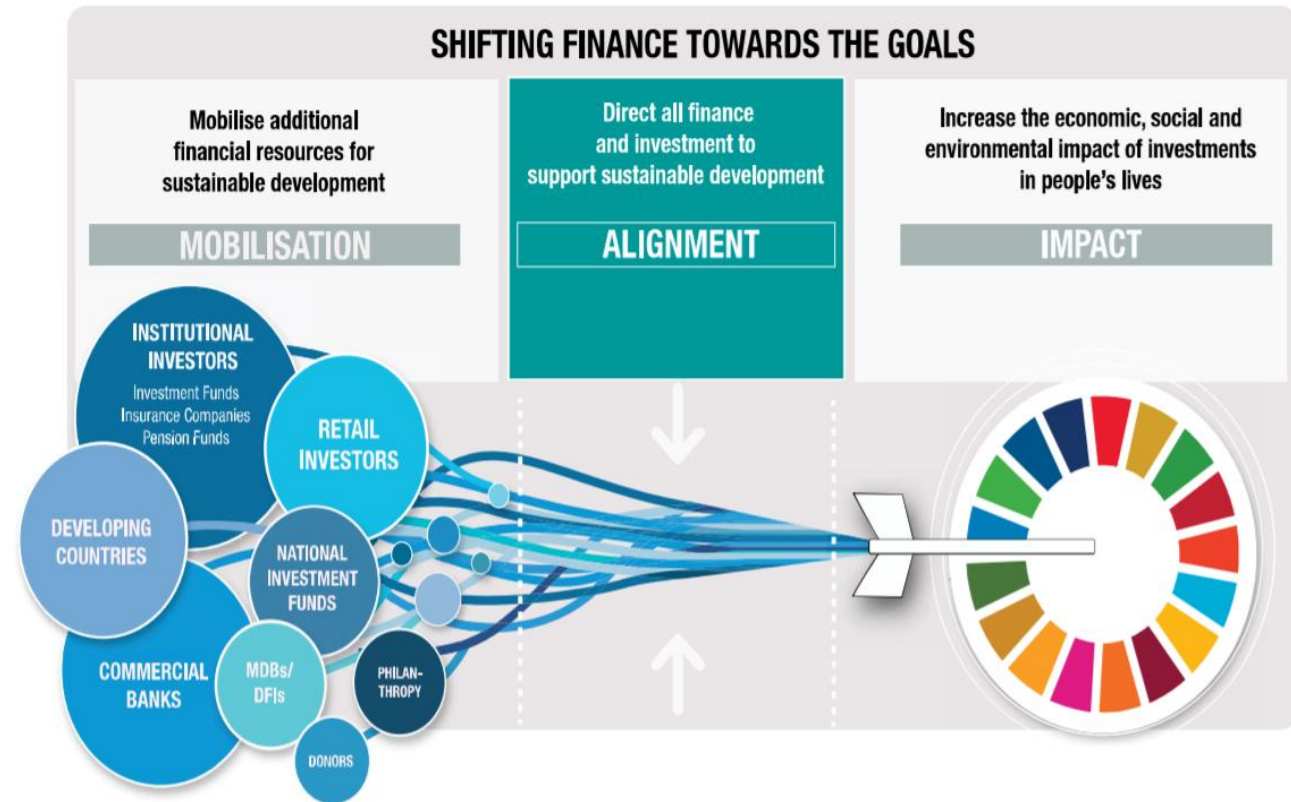 SHIFTING FINANCE TOWARDS THE GOALS
Mobilise additional
financial resources for
sustainable development
MOBILISATION
Direct all finance
and investment to
support sustainable development
ALIGNMENT
Increase the economic, social and
environmental impact of investments
in people's lives
IMPACT
INSTITUTIONAL
INVESTORS
Investment Funds
Insurance Companies
Pension Funds
RETAIL
INVESTORS
DEVELOPING
COUNTRIES
NATIONAL
INVESTMENT
FUNDS
COMMERCIAL
BANKS
MDBs/
DFIs
PHILAN-
THROPY
DONORS